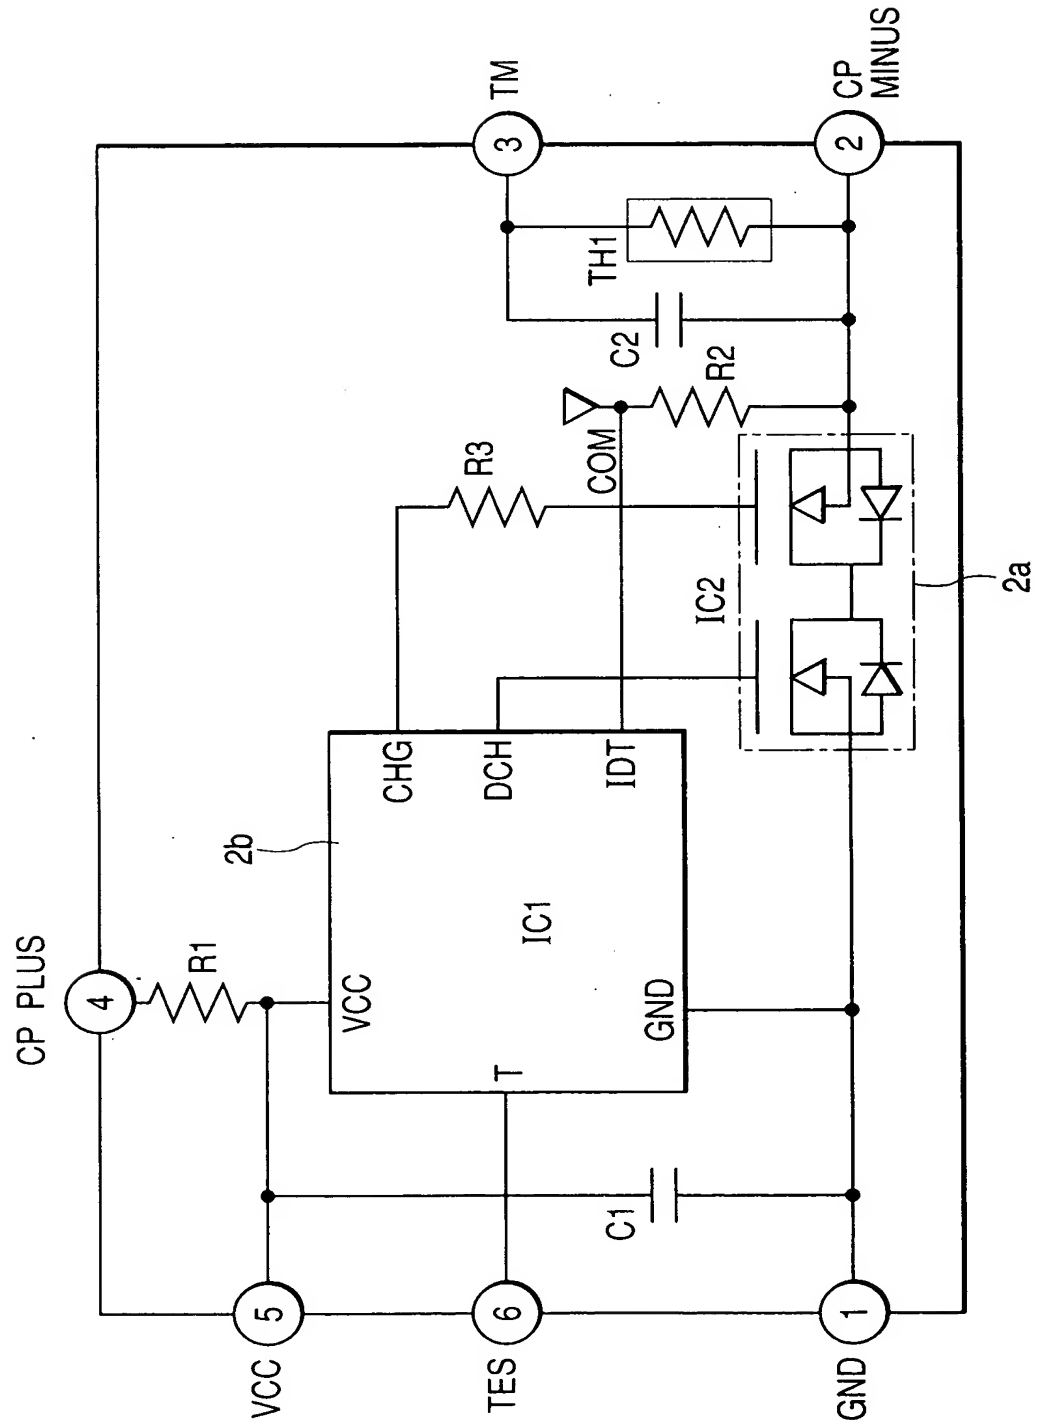 CP PLUS
4
R1
VCC
5
TES
6
GND
1
C1
VCC
T
GND
IC1
2b
CHG
DCH
IDT
R3
COM
R2
C2
TH1
TM
3
CP
MINUS
2
IC2
2a